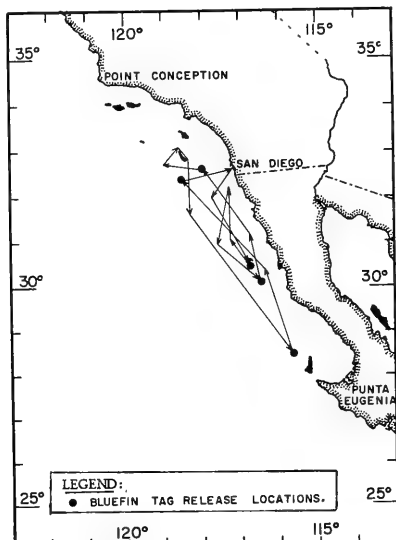 120° 115°
35° 35°
POINT CONCEPTION
SAN DIEGO
30° 30°
PUNTA
EUGENIA
LEGEND:
● BLUEFIN TAG RELEASE LOCATIONS.
25° 25°
120° 115°